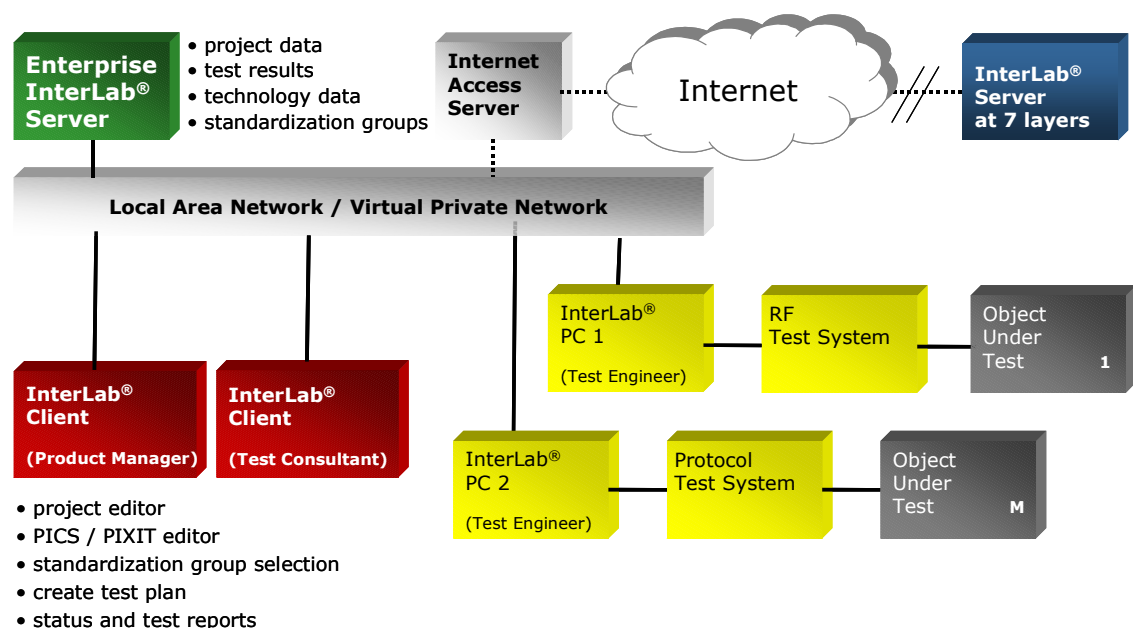 Enterprise
InterLab®
Server
• project data
• test results
• technology data
• standardization groups
Internet
Access
Server
Internet
InterLab®
Server
at 7 layers
Local Area Network / Virtual Private Network
InterLab®
PC 1
(Test Engineer)
RF
Test System
Object
Under
Test 1
InterLab®
Client
(Product Manager)
InterLab®
Client
(Test Consultant)
InterLab®
PC 2
(Test Engineer)
Protocol
Test System
Object
Under
Test M
• project editor
• PICS / PIXIT editor
• standardization group selection
• create test plan
• status and test reports